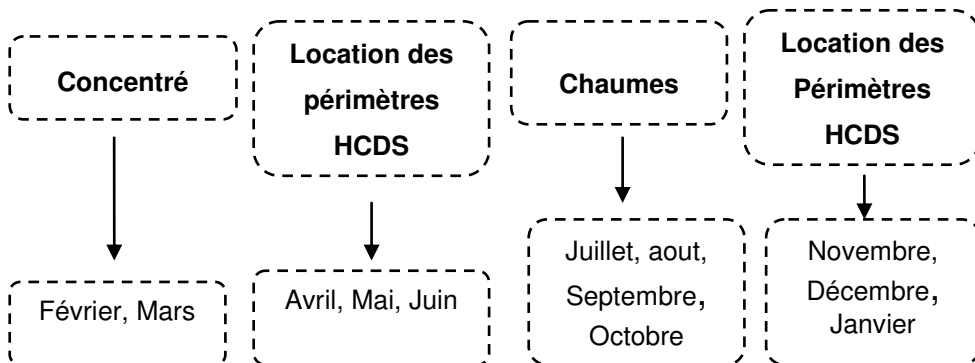 Concentré
Location des
périmètres
HCDS
Chaumes
Location des
Périmètres
HCDS
Février, Mars
Avril, Mai, Juin
Juillet, aout,
Septembre,
Octobre
Novembre,
Décembre,
Janvier